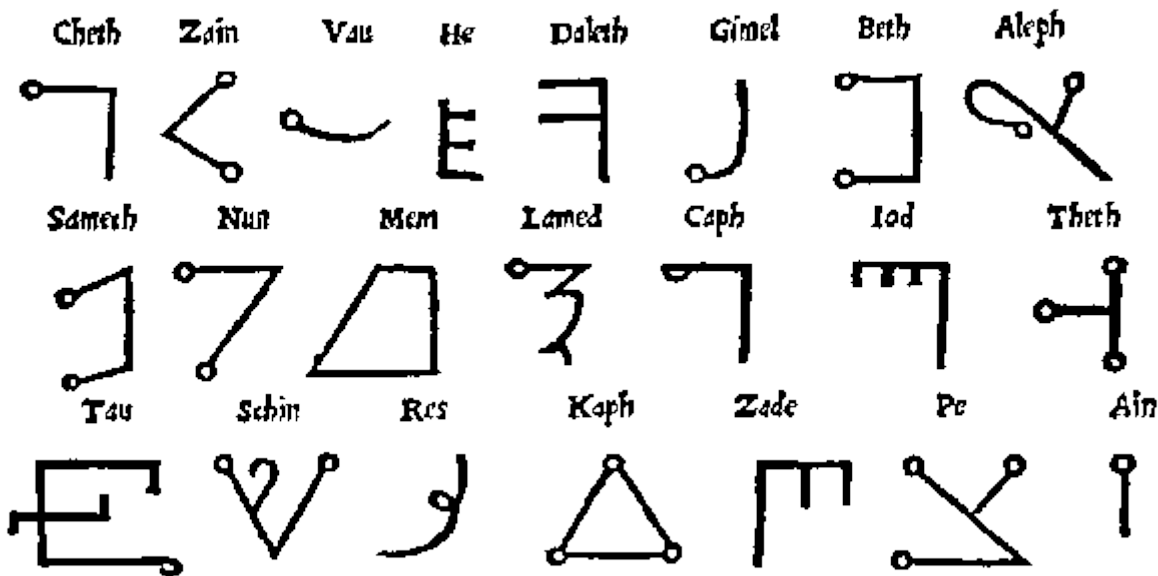 Cheth Zain Vau He Daleth Gimel Beth Aleph
Samech Nun Mem Lamed Caph Iod Theth
Tau Schin Res Kaph Zade Pe Ain